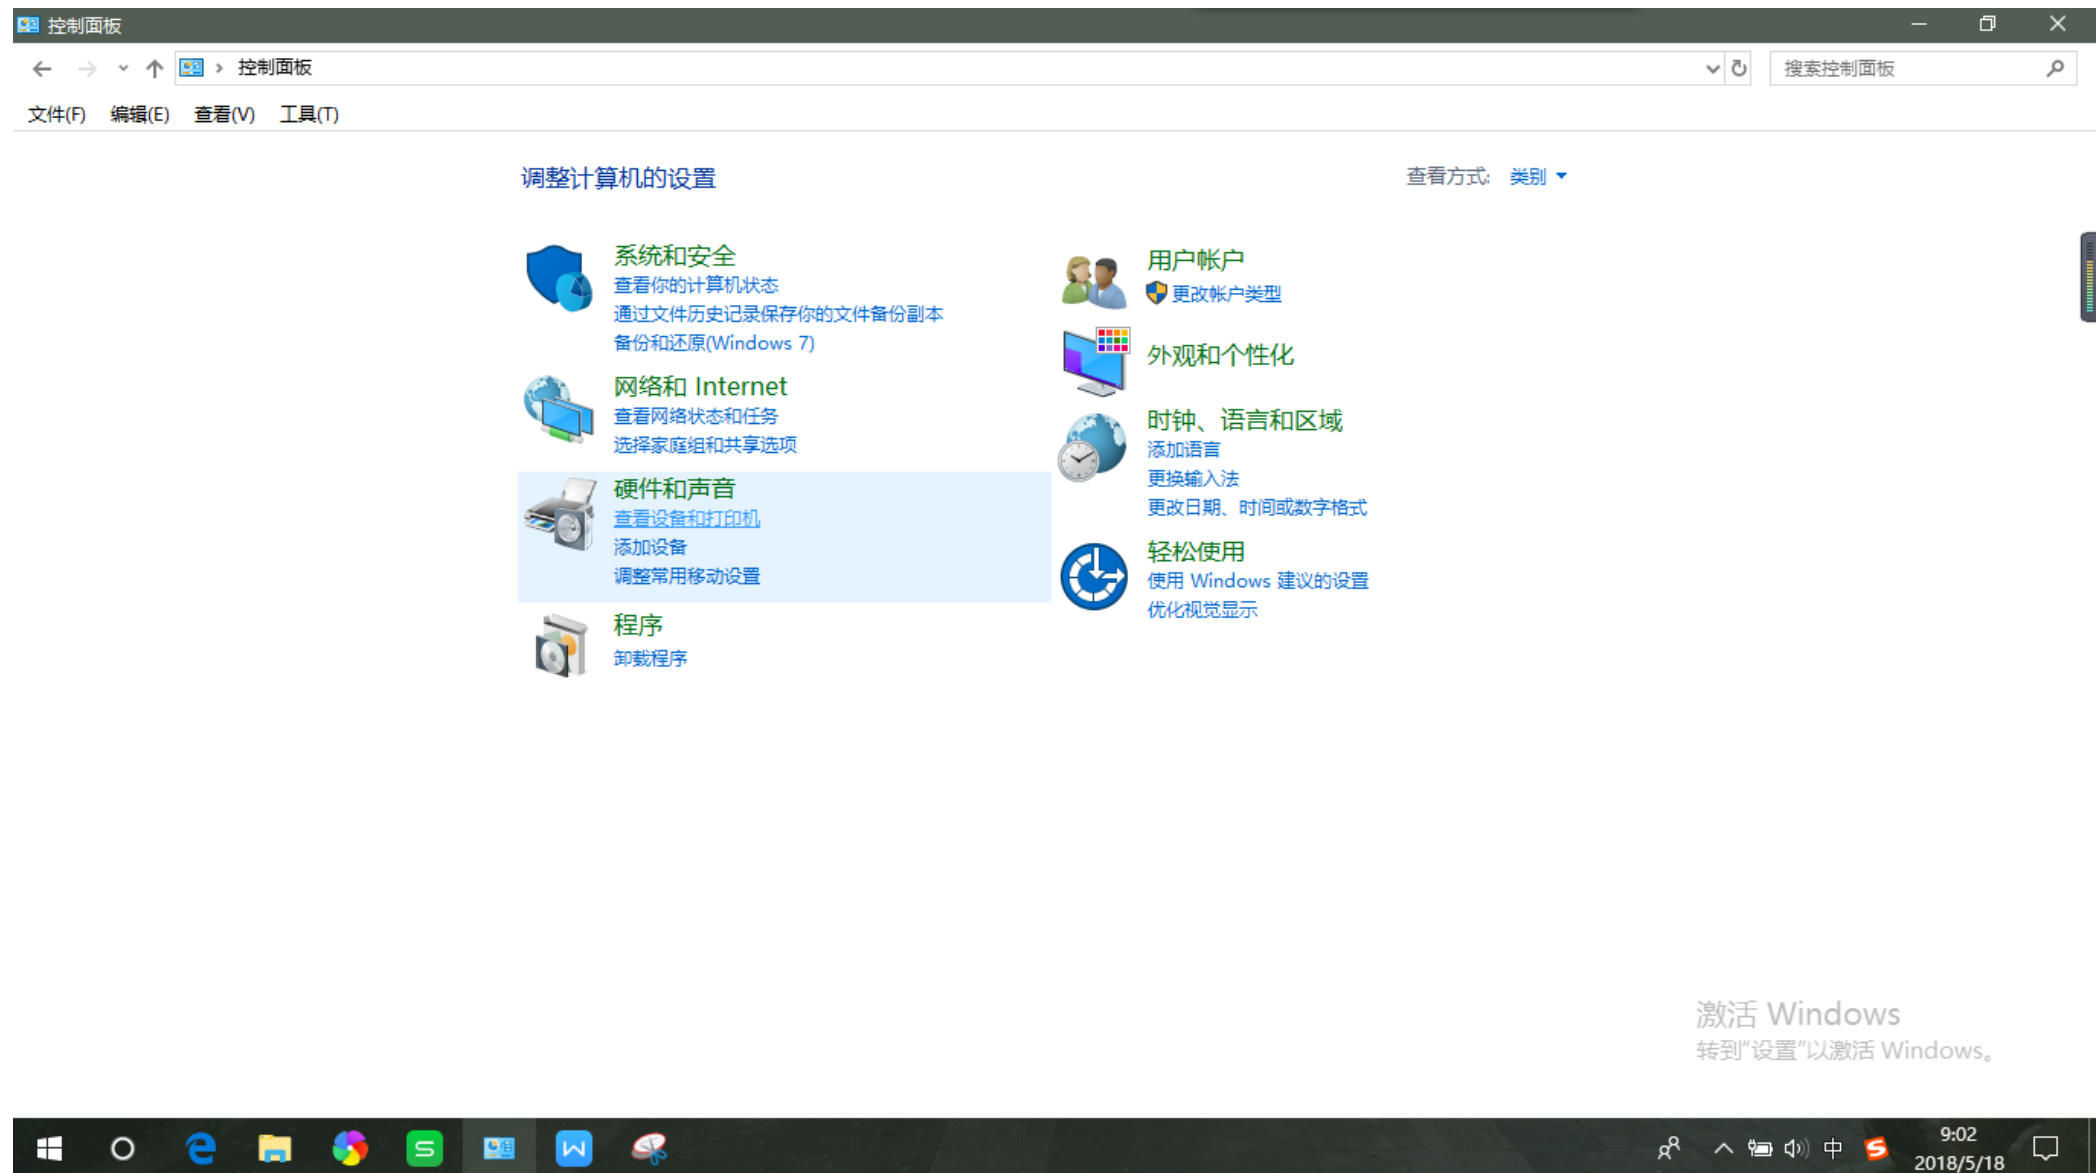 控制面板
控制面板
搜索控制面板
文件(F) 编辑(E) 查看(V) 工具(T)
调整计算机的设置
查看方式: 类别
系统和安全
查看你的计算机状态
通过文件历史记录保存你的文件备份副本
备份和还原(Windows 7)
网络和 Internet
查看网络状态和任务
选择家庭组和共享选项
硬件和声音
查看设备和打印机
添加设备
调整常用移动设置
程序
卸载程序
用户帐户
更改帐户类型
外观和个性化
时钟、语言和区域
添加语言
更换输入法
更改日期、时间或数字格式
轻松使用
使用 Windows 建议的设置
优化视觉显示
激活 Windows
转到“设置”以激活 Windows。
中
9:02
2018/5/18